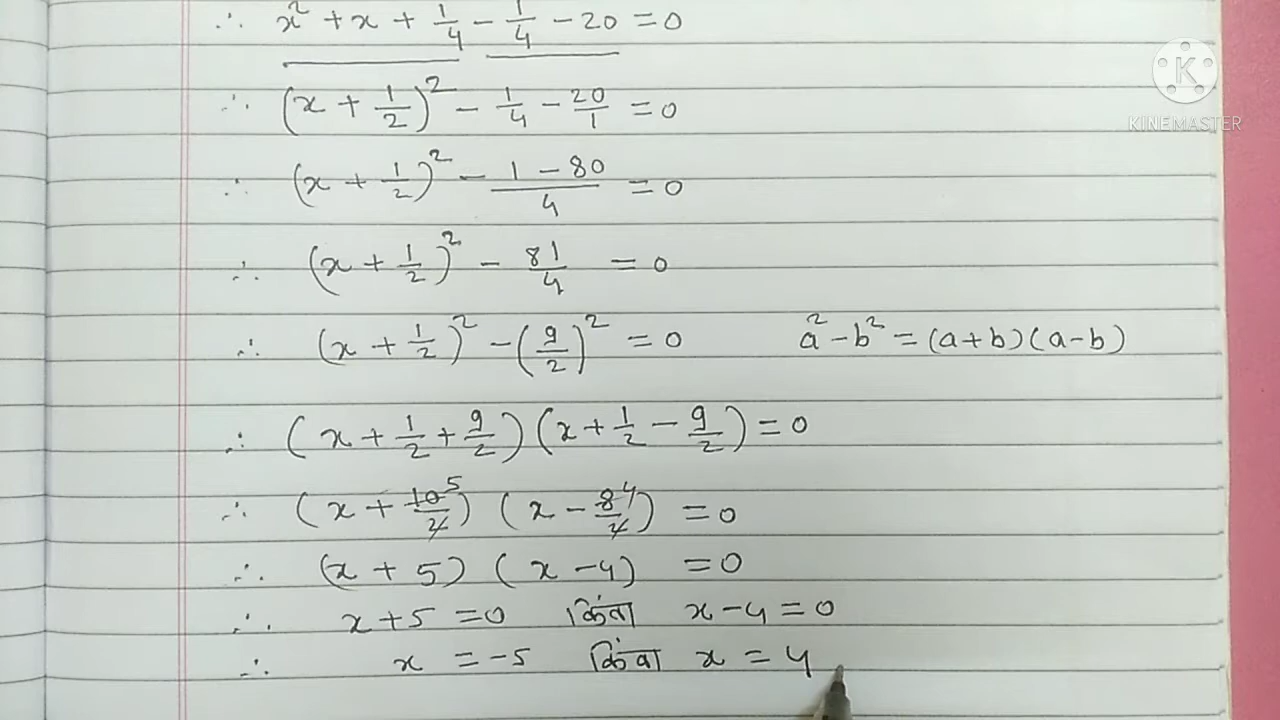 ∴ x² + x + 1/4 - 1/4 - 20 = 0
∴ (x + 1/2)² - 1/4 - 20/1 = 0
∴ (x + 1/2)² - (1 - 80)/4 = 0
∴ (x + 1/2)² - 81/4 = 0
∴ (x + 1/2)² - (9/2)² = 0 a² - b² = (a+b)(a-b)
∴ (x + 1/2 + 9/2)(x + 1/2 - 9/2) = 0
∴ (x + 10/2 5) (x - 8/2 4) = 0
∴ (x + 5) (x - 4) = 0
∴ x + 5 = 0 किंवा x - 4 = 0
∴ x = -5 किंवा x = 4
K
KINEMASTER